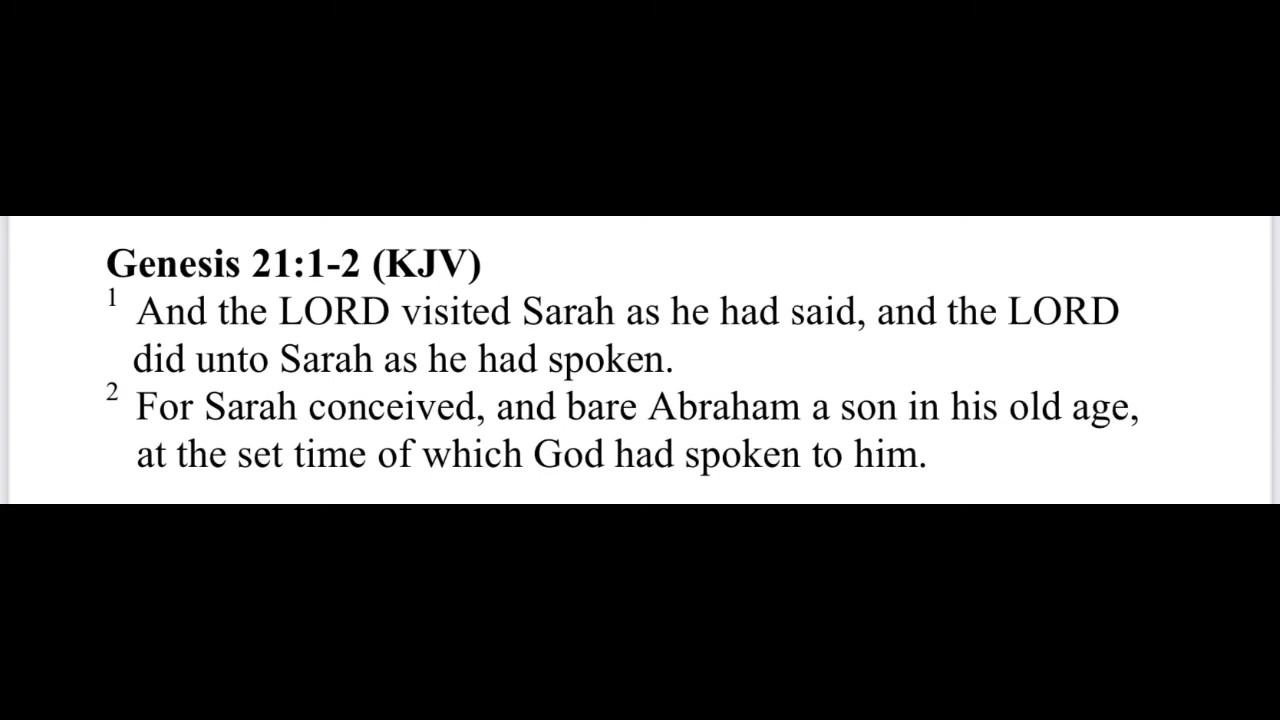 Genesis 21:1-2 (KJV)
1 And the LORD visited Sarah as he had said, and the LORD
did unto Sarah as he had spoken.
2 For Sarah conceived, and bare Abraham a son in his old age,
at the set time of which God had spoken to him.